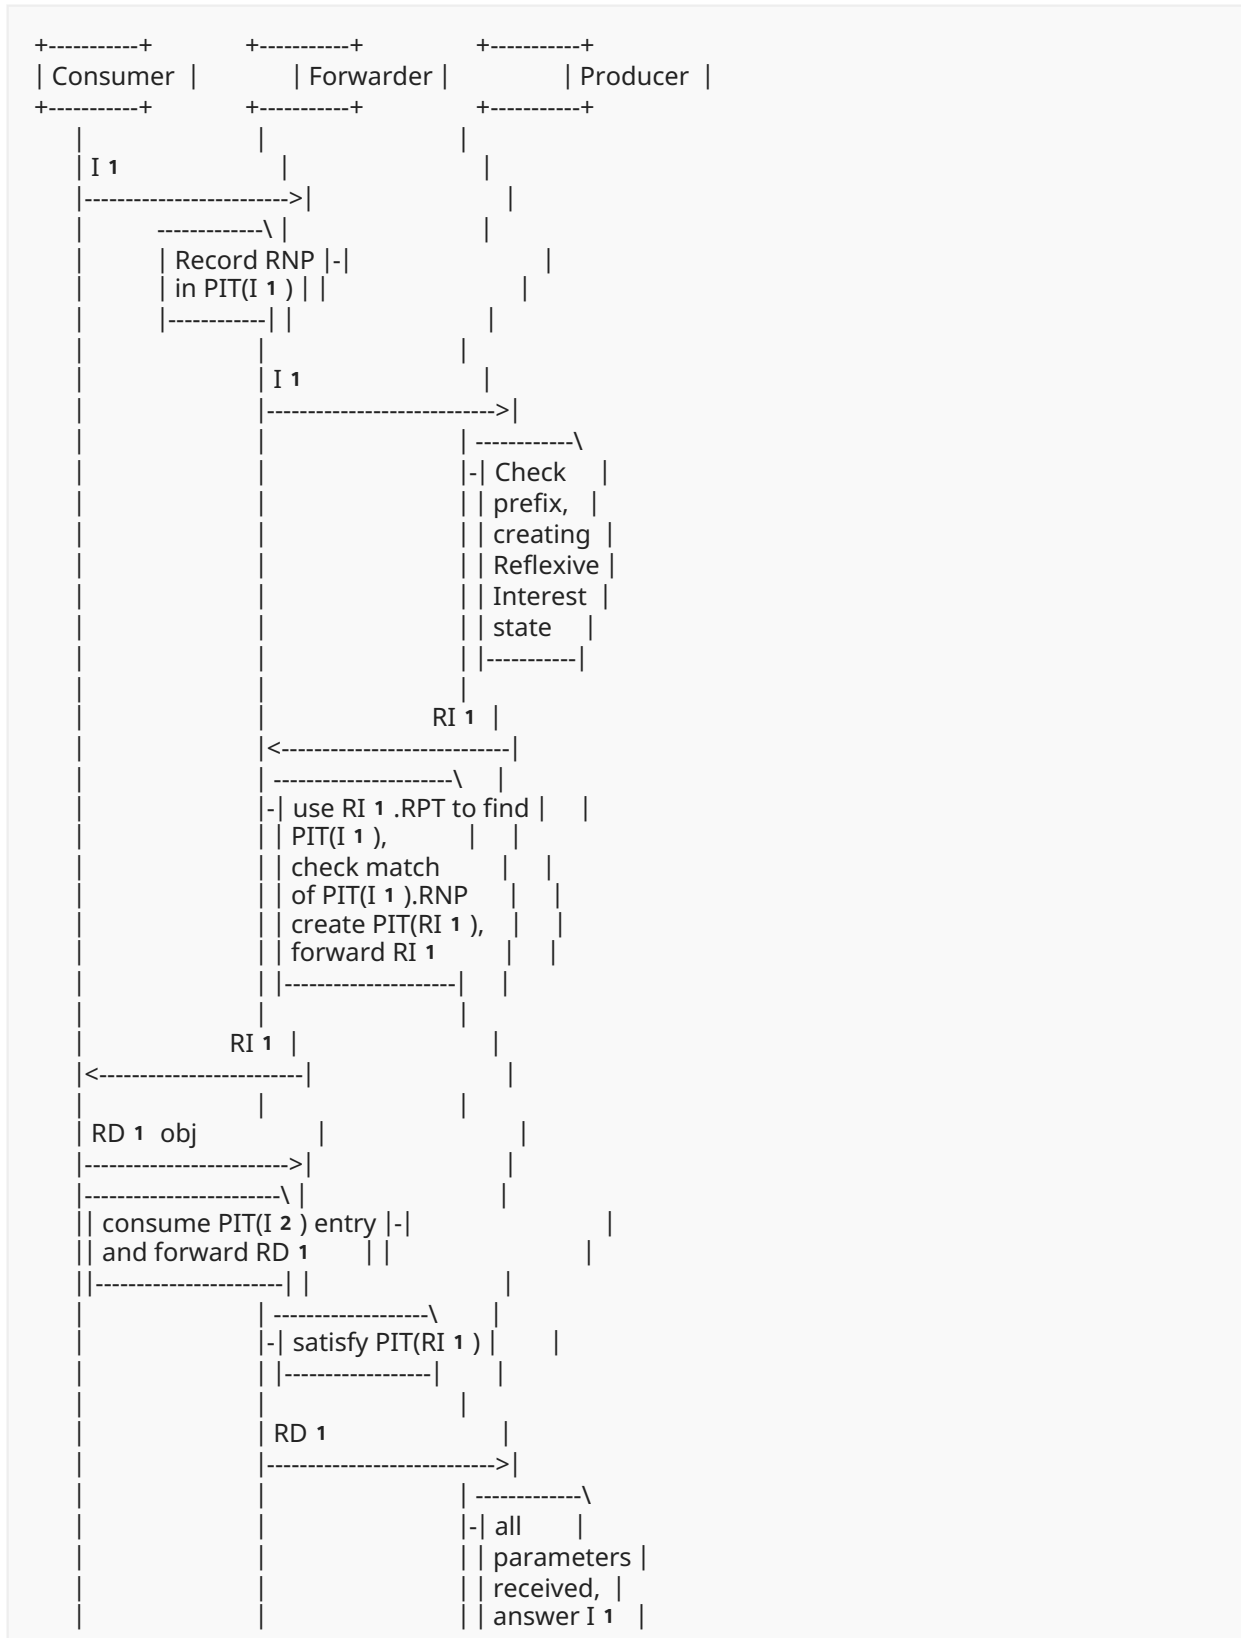 +-----------+ +-----------+ +-----------+
| Consumer | | Forwarder | | Producer |
+-----------+ +-----------+ +-----------+
| | |
| I 1 | |
|------------------------->| |
| -------------\ | |
| | Record RNP |-| |
| | in PIT(I 1 ) | | |
| |------------| | |
| | |
| | I 1 |
| |---------------------------->|
| | | ------------\
| | |-| Check |
| | | | prefix, |
| | | | creating |
| | | | Reflexive |
| | | | Interest |
| | | | state |
| | | |-----------|
| | |
| | RI 1 |
| |<----------------------------|
| | ----------------------\ |
| |-| use RI 1 .RPT to find | |
| | | PIT(I 1 ), | |
| | | check match | |
| | | of PIT(I 1 ).RNP | |
| | | create PIT(RI 1 ), | |
| | | forward RI 1 | |
| | |---------------------| |
| | |
| RI 1 | |
|<-------------------------| |
| | |
| RD 1 obj | |
|------------------------->| |
|------------------------\ | |
|| consume PIT(I 2 ) entry |-| |
|| and forward RD 1 | | |
||-----------------------| | |
| | -------------------\ |
| |-| satisfy PIT(RI 1 ) | |
| | |------------------| |
| | |
| | RD 1 |
| |---------------------------->|
| | | -------------\
| | |-| all |
| | | | parameters |
| | | | received, |
| | | | answer I 1 |